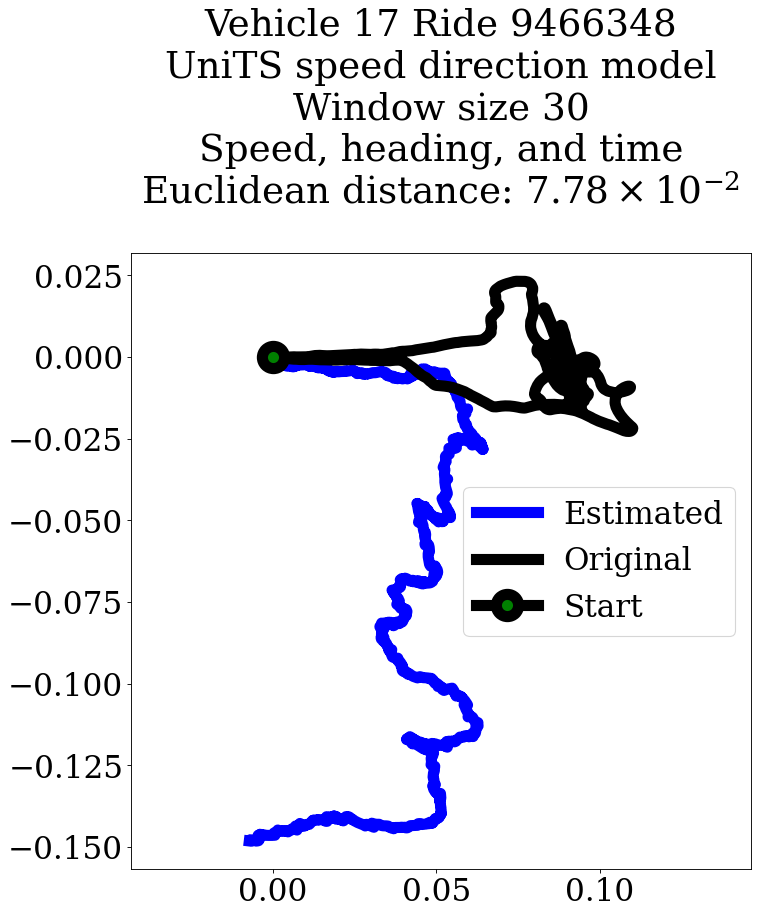 Vehicle 17 Ride 9466348
UniTS speed direction model
Window size 30
Speed, heading, and time
Euclidean distance: 7.78 × 10⁻²
0.025
0.000
−0.025
−0.050
−0.075
−0.100
−0.125
−0.150
Estimated
Original
Start
0.00 0.05 0.10